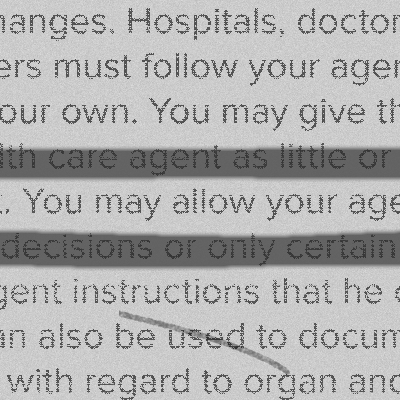 hanges. Hospitals, doctor
ers must follow your agen
our own. You may give th
lth care agent as little or
. You may allow your age
decisions or only certain
gent instructions that he o
an also be used to docum
with regard to organ and